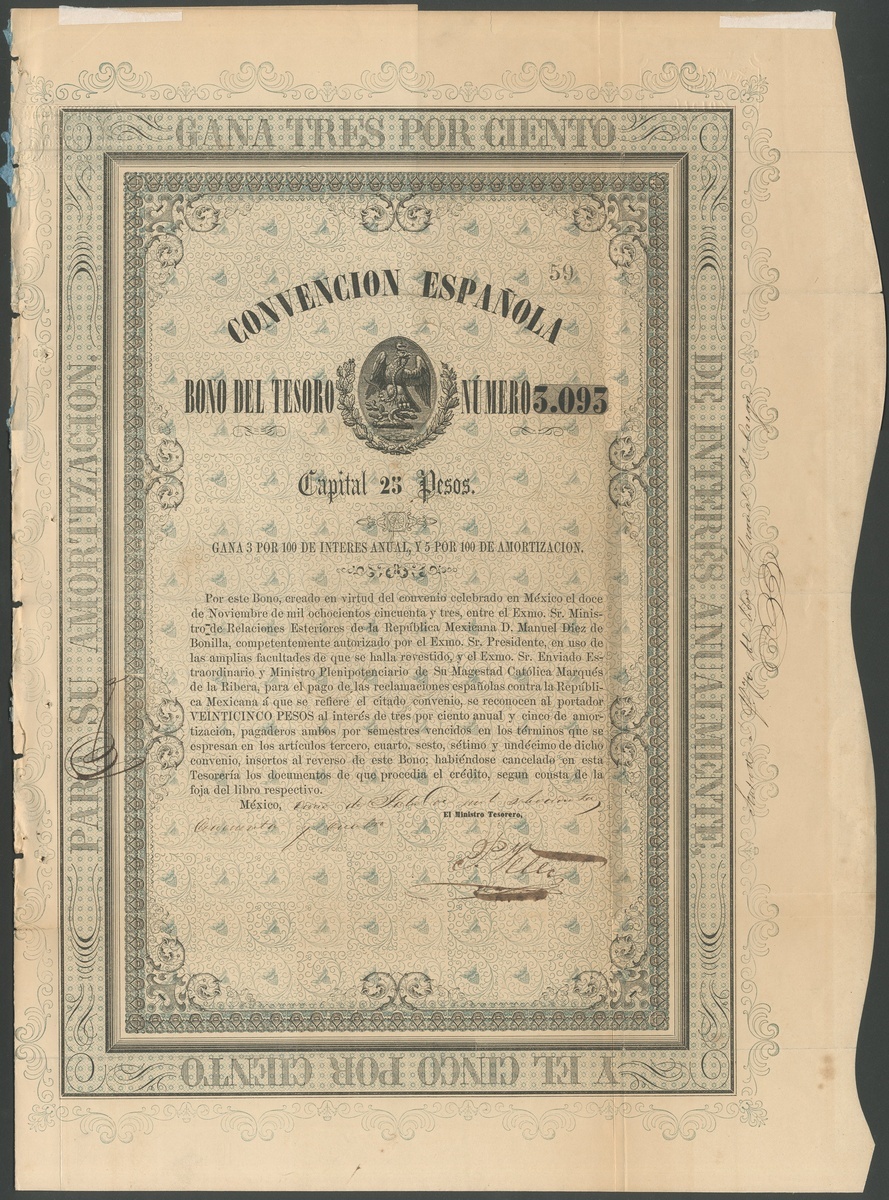 GANA TRES POR CIENTO
DE INTERÉS ANUALMENTE,
Y EL CINCO POR CIENTO
PARA SU AMORTIZACION.
59
CONVENCION ESPAÑOLA
BONO DEL TESORO NÚMERO 3.093
Capital 25 Pesos.
GANA 3 POR 100 DE INTERES ANUAL, Y 5 POR 100 DE AMORTIZACION.
Por este Bono, creado en virtud del convenio celebrado en México el doce
de Noviembre de mil ochocientos cincuenta y tres, entre el Exmo. Sr. Minis-
tro de Relaciones Esteriores de la República Mexicana D. Manuel Díez de
Bonilla, competentemente autorizado por el Exmo. Sr. Presidente, en uso de
las amplias facultades de que se halla revestido, y el Exmo. Sr. Enviado Es-
traordinario y Ministro Plenipotenciario de Su Magestad Católica Marqués
de la Ribera, para el pago de las reclamaciones españolas contra la Repúbli-
ca Mexicana á que se refiere el citado convenio, se reconocen al portador
VEINTICINCO PESOS al interés de tres por ciento anual y cinco de amor-
tizacion, pagaderos ambos por semestres vencidos en los términos que se
espresan en los artículos tercero, cuarto, sesto, sétimo y undécimo de dicho
convenio, insertos al reverso de este Bono; habiéndose cancelado en esta
Tesorería los documentos de que procedia el crédito, segun consta de la
foja del libro respectivo.
México, de mil ochocientos
El Ministro Tesorero,
cincuenta y cuatro